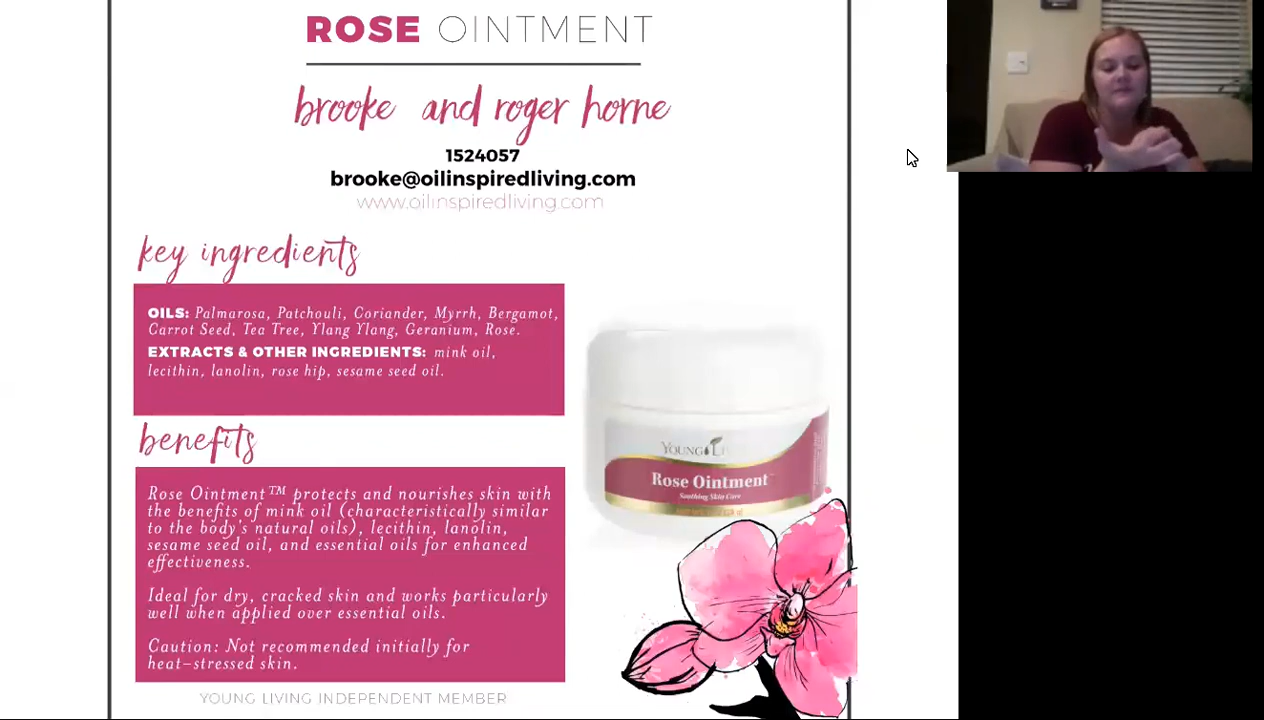 ROSE OINTMENT
brooke and roger horne
1524057
brooke@oilinspiredliving.com
www.oilinspiredliving.com
key ingredients
OILS: Palmarosa, Patchouli, Coriander, Myrrh, Bergamot,
Carrot Seed, Tea Tree, Ylang Ylang, Geranium, Rose.
EXTRACTS & OTHER INGREDIENTS: mink oil,
lecithin, lanolin, rose hip, sesame seed oil.
benefits
Rose Ointment™ protects and nourishes skin with
the benefits of mink oil (characteristically similar
to the body's natural oils), lecithin, lanolin,
sesame seed oil, and essential oils for enhanced
effectiveness.
Ideal for dry, cracked skin and works particularly
well when applied over essential oils.
Caution: Not recommended initially for
heat-stressed skin.
YOUNG LIVING INDEPENDENT MEMBER
YOUNG LI
Rose Ointment™
Soothing Skin Care